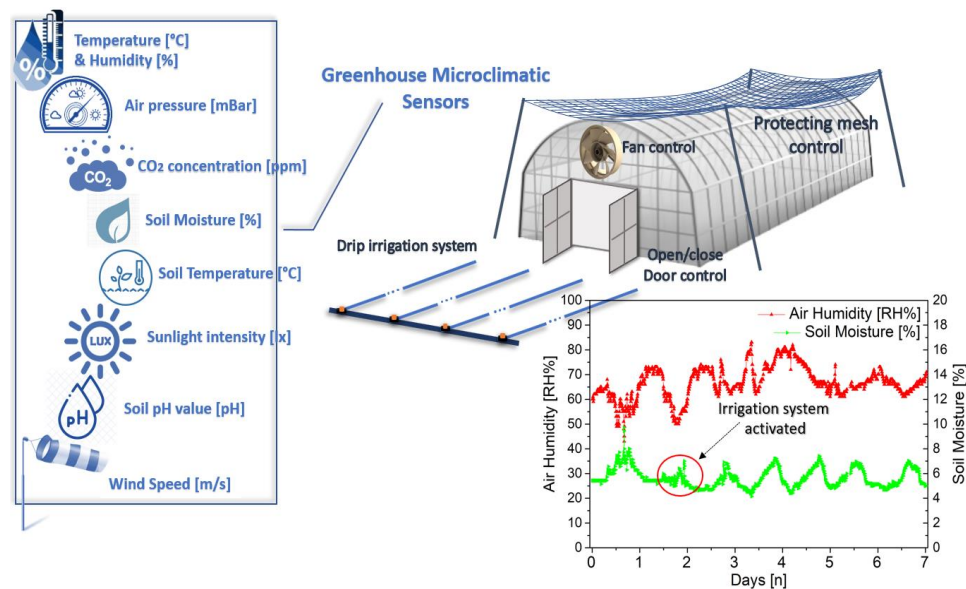 Temperature [°C]
& Humidity [%]
%
Air pressure [mBar]
CO2 concentration [ppm]
CO2
Soil Moisture [%]
Soil Temperature [°C]
Sunlight intensity [lx]
LUX
Soil pH value [pH]
pH
Wind Speed [m/s]
Greenhouse Microclimatic
Sensors
Fan control
Protecting mesh
control
Drip irrigation system
Open/close
Door control
Air Humidity [RH%]
Soil Moisture [%]
Irrigation system
activated
Air Humidity [RH%]
100
90
80
70
60
50
40
30
20
10
0
Soil Moisture [%]
20
18
16
14
12
10
8
6
4
2
0
0 1 2 3 4 5 6 7
Days [n]